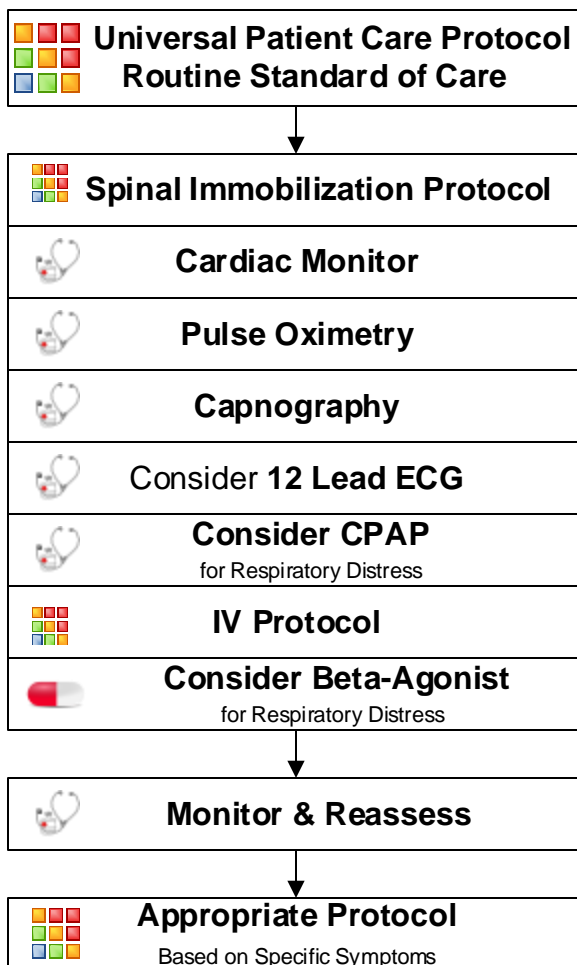 Universal Patient Care Protocol
Routine Standard of Care
Spinal Immobilization Protocol
Cardiac Monitor
Pulse Oximetry
Capnography
Consider 12 Lead ECG
Consider CPAP
for Respiratory Distress
IV Protocol
Consider Beta-Agonist
for Respiratory Distress
Monitor & Reassess
Appropriate Protocol
Based on Specific Symptoms